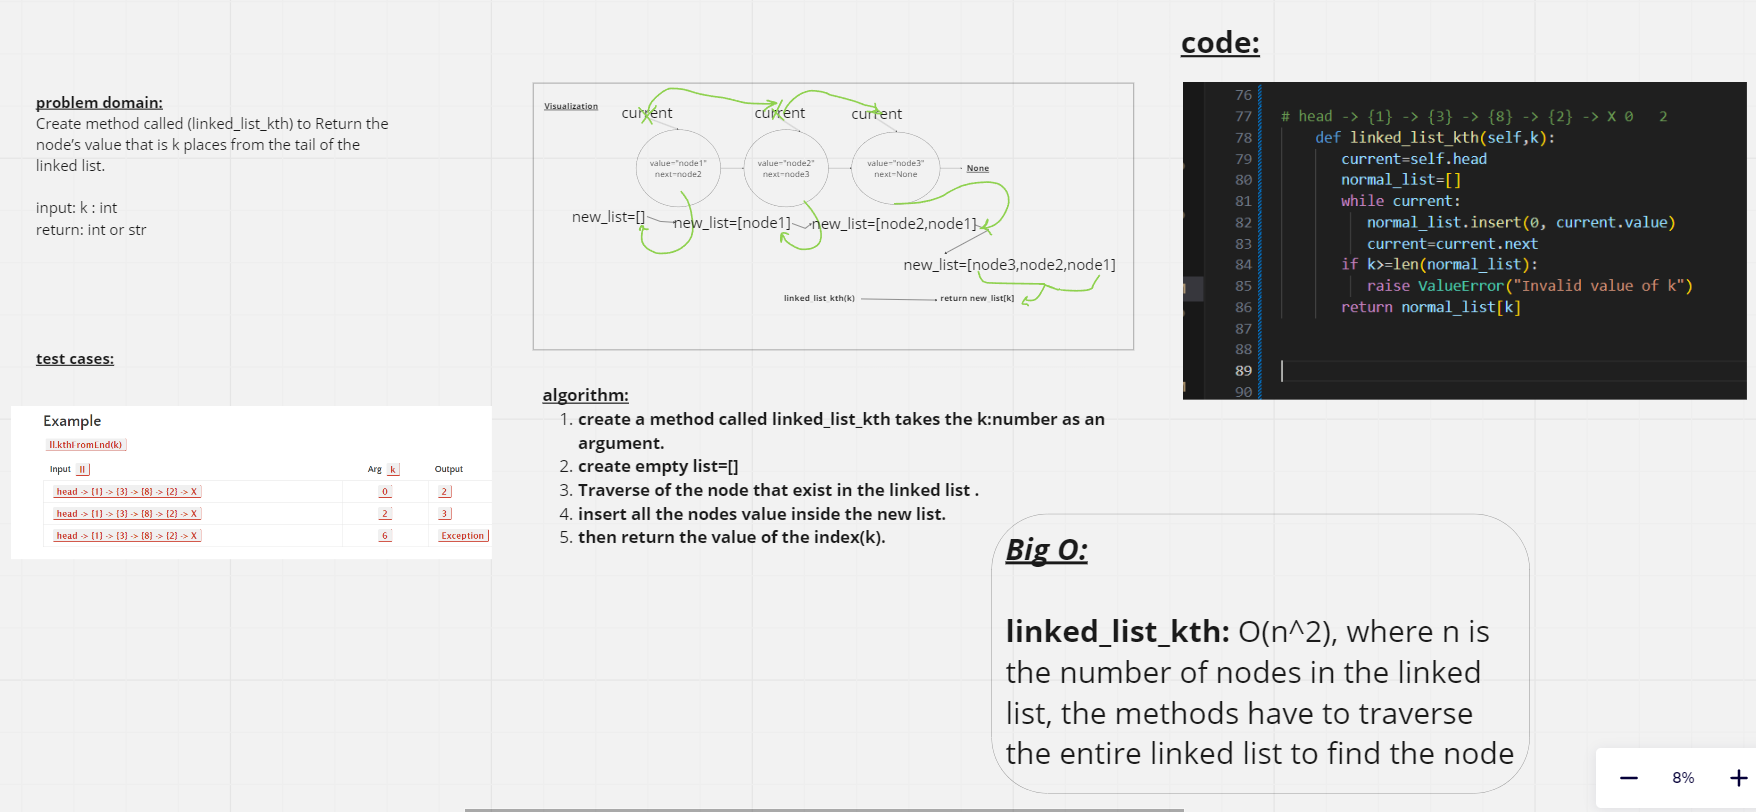 problem domain:
Create method called (linked_list_kth) to Return the
node's value that is k places from the tail of the
linked list.
input: k : int
return: int or str
test cases:
Example
ll.kthFromEnd(k)
Input ll Arg k Output
head -> {1} -> {3} -> {8} -> {2} -> X 0 2
head -> {1} -> {3} -> {8} -> {2} -> X 2 3
head -> {1} -> {3} -> {8} -> {2} -> X 6 Exception
Visualization
current current current
value="node1" value="node2" value="node3"
next=node2 next=node3 next=None
None
new_list=[] new_list=[node1] new_list=[node2,node1]
new_list=[node3,node2,node1]
linked_list_kth(k) return new_list[k]
algorithm:
1. create a method called linked_list_kth takes the k:number as an
argument.
2. create empty list=[]
3. Traverse of the node that exist in the linked list .
4. insert all the nodes value inside the new list.
5. then return the value of the index(k).
code:
76
77 # head -> {1} -> {3} -> {8} -> {2} -> X 0 2
78 def linked_list_kth(self,k):
79 current=self.head
80 normal_list=[]
81 while current:
82 normal_list.insert(0, current.value)
83 current=current.next
84 if k>=len(normal_list):
85 raise ValueError("Invalid value of k")
86 return normal_list[k]
87
88
89
90
Big O:
linked_list_kth: O(n^2), where n is
the number of nodes in the linked
list, the methods have to traverse
the entire linked list to find the node
8%